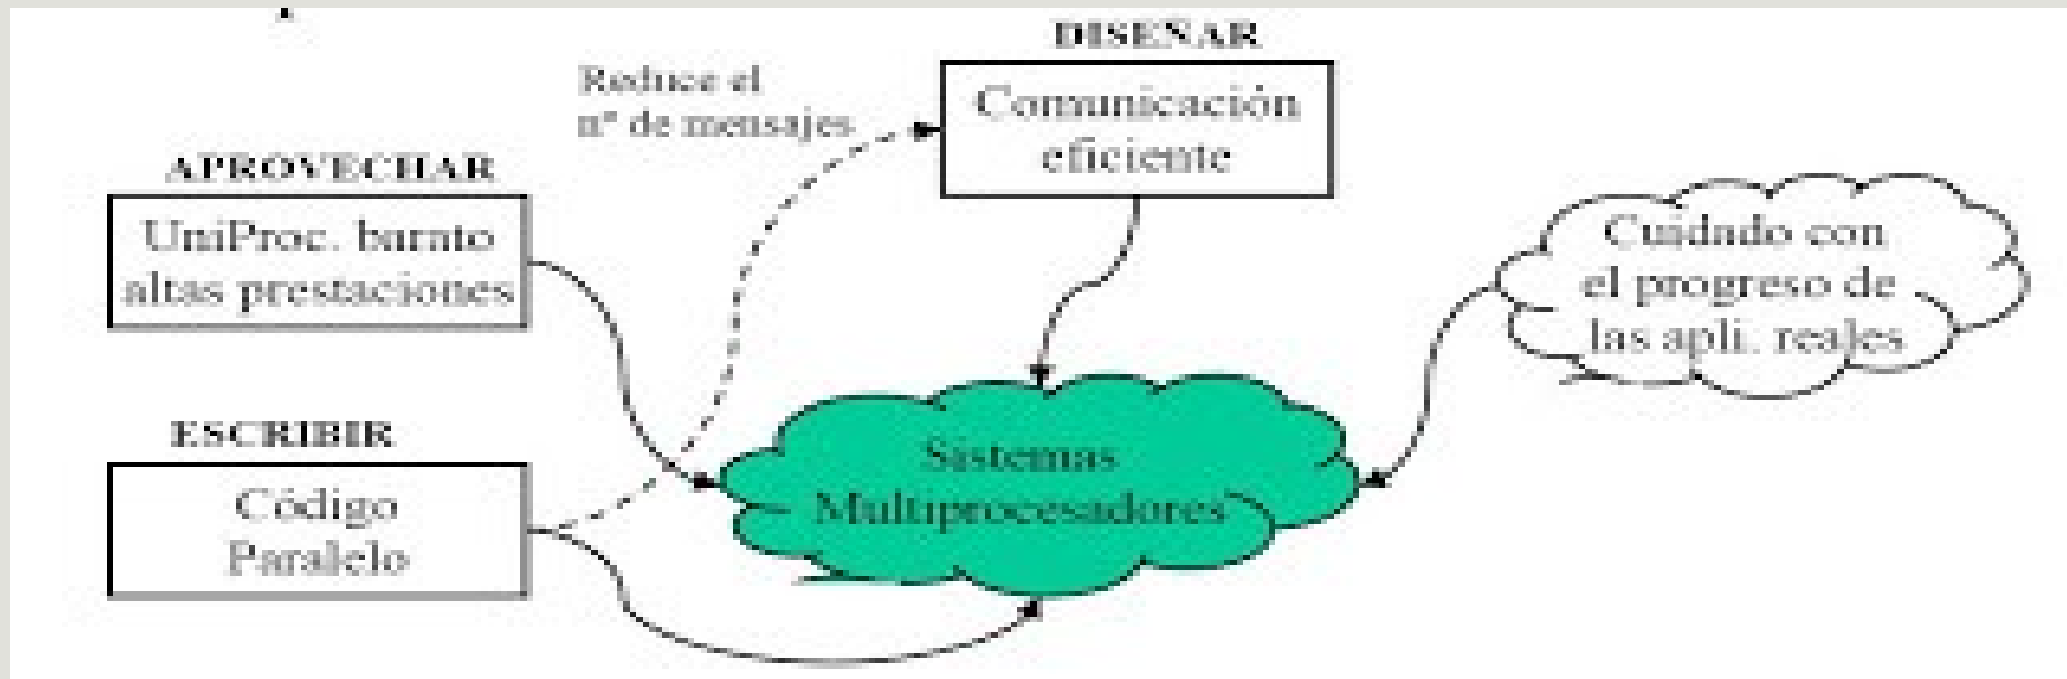 DISEÑAR
Reduce el
nº de mensajes
Comunicación
eficiente
APROVECHAR
UniProc. barato
altas prestaciones
Cuidado con
el progreso de
las apli. reales
ESCRIBIR
Código
Paralelo
Sistemas
Multiprocesadores